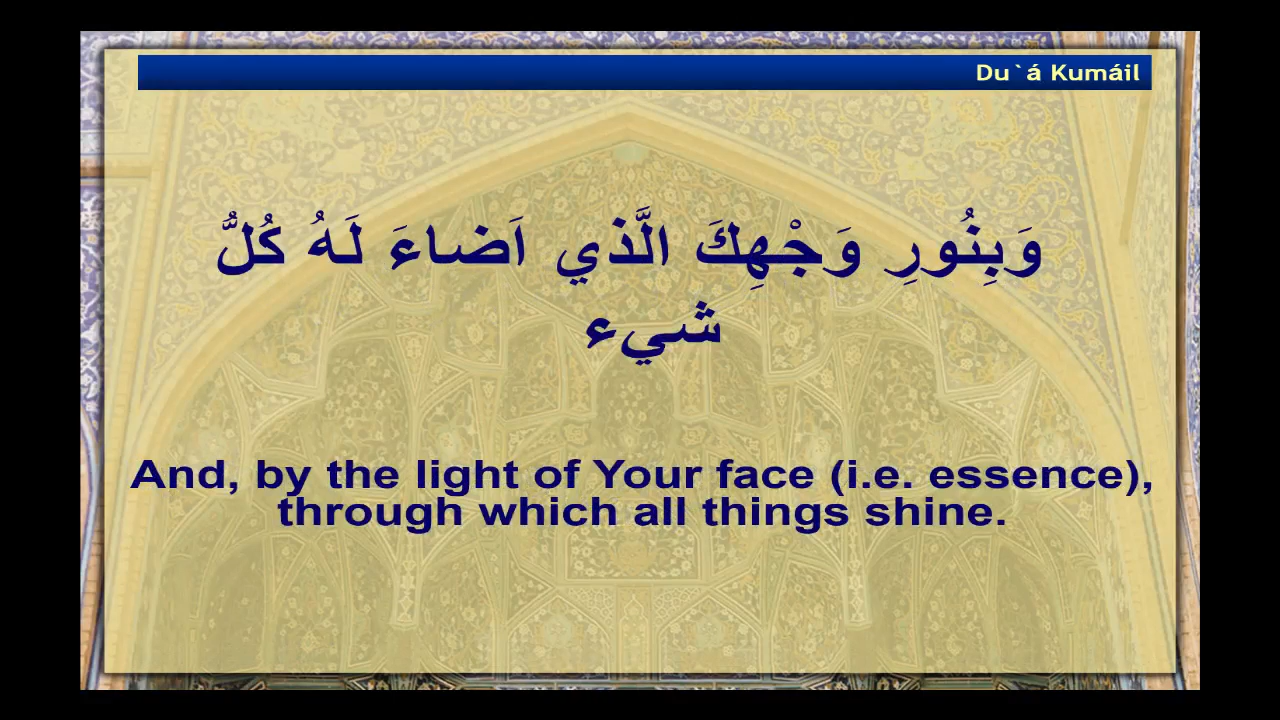 Du`á Kumáil
وَبِنُورِ وَجْهِكَ الَّذي اَضاءَ لَهُ كُلُّ
شيء
And, by the light of Your face (i.e. essence),
through which all things shine.